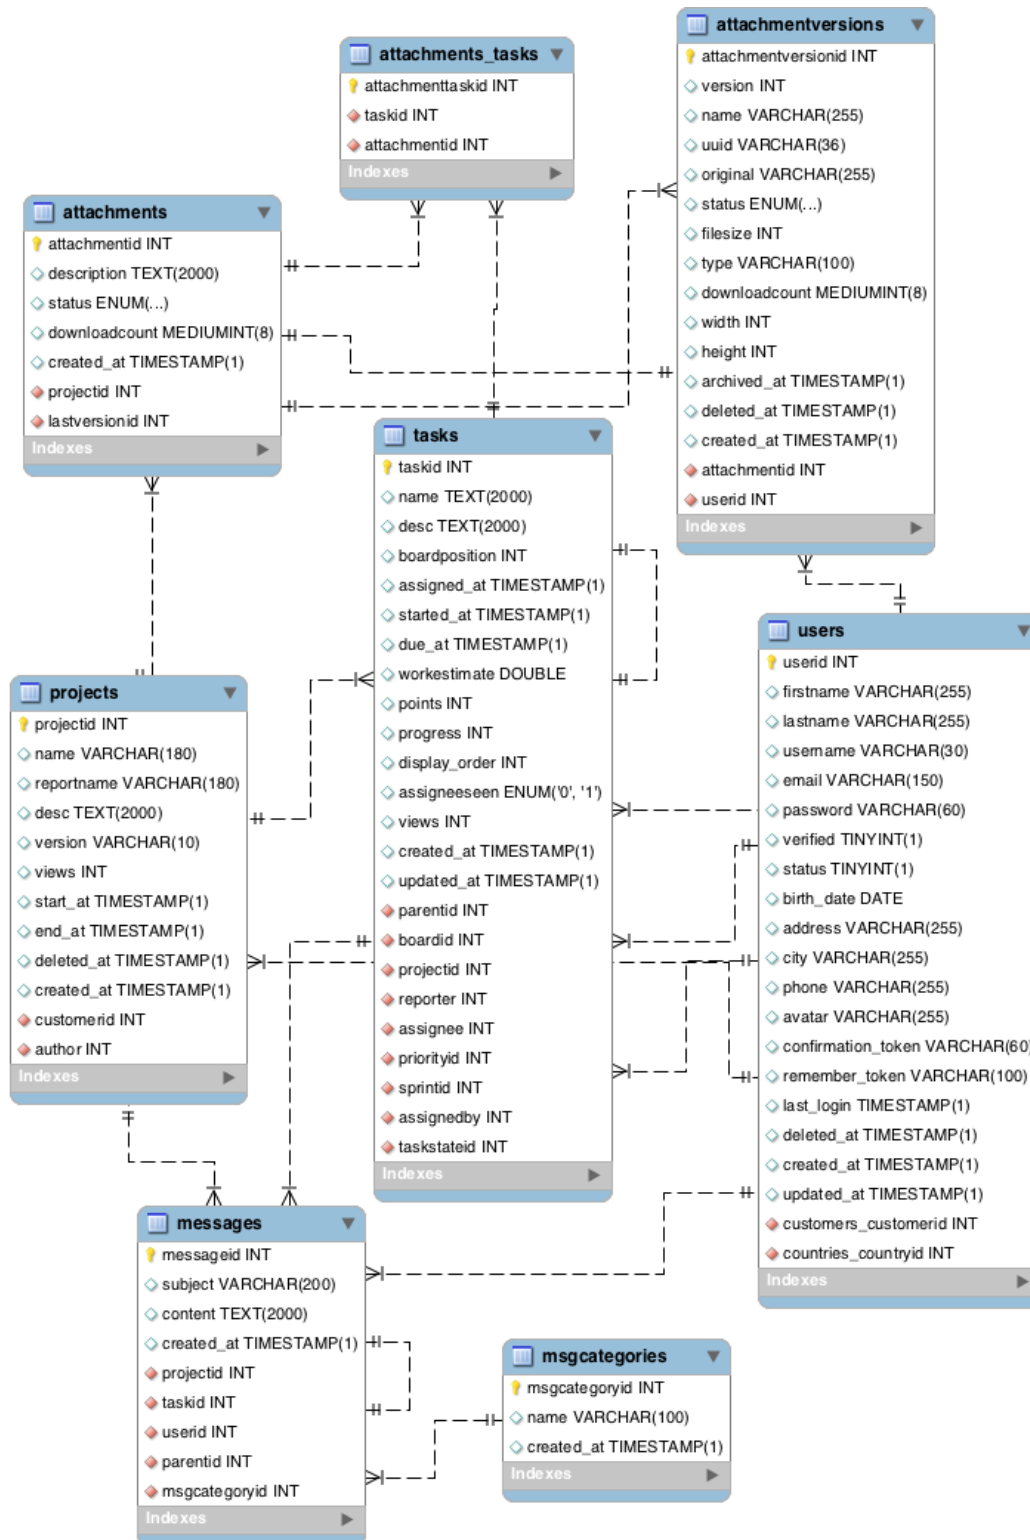 attachments_tasks
attachmenttaskid INT
taskid INT
attachmentid INT
Indexes
attachmentversions
attachmentversionid INT
version INT
name VARCHAR(255)
uuid VARCHAR(36)
original VARCHAR(255)
status ENUM(...)
filesize INT
type VARCHAR(100)
downloadcount MEDIUMINT(8)
width INT
height INT
archived_at TIMESTAMP(1)
deleted_at TIMESTAMP(1)
created_at TIMESTAMP(1)
attachmentid INT
userid INT
Indexes
attachments
attachmentid INT
description TEXT(2000)
status ENUM(...)
downloadcount MEDIUMINT(8)
created_at TIMESTAMP(1)
projectid INT
lastversionid INT
Indexes
tasks
taskid INT
name TEXT(2000)
desc TEXT(2000)
boardposition INT
assigned_at TIMESTAMP(1)
started_at TIMESTAMP(1)
due_at TIMESTAMP(1)
workestimate DOUBLE
points INT
progress INT
display_order INT
assigneeseen ENUM('0', '1')
views INT
created_at TIMESTAMP(1)
updated_at TIMESTAMP(1)
parentid INT
boardid INT
projectid INT
reporter INT
assignee INT
priorityid INT
sprintid INT
assignedby INT
taskstateid INT
Indexes
users
userid INT
firstname VARCHAR(255)
lastname VARCHAR(255)
username VARCHAR(30)
email VARCHAR(150)
password VARCHAR(60)
verified TINYINT(1)
status TINYINT(1)
birth_date DATE
address VARCHAR(255)
city VARCHAR(255)
phone VARCHAR(255)
avatar VARCHAR(255)
confirmation_token VARCHAR(60)
remember_token VARCHAR(100)
last_login TIMESTAMP(1)
deleted_at TIMESTAMP(1)
created_at TIMESTAMP(1)
updated_at TIMESTAMP(1)
customers_customerid INT
countries_countryid INT
Indexes
projects
projectid INT
name VARCHAR(180)
reportname VARCHAR(180)
desc TEXT(2000)
version VARCHAR(10)
views INT
start_at TIMESTAMP(1)
end_at TIMESTAMP(1)
deleted_at TIMESTAMP(1)
created_at TIMESTAMP(1)
customerid INT
author INT
Indexes
messages
messageid INT
subject VARCHAR(200)
content TEXT(2000)
created_at TIMESTAMP(1)
projectid INT
taskid INT
userid INT
parentid INT
msgcategoryid INT
Indexes
msgcategories
msgcategoryid INT
name VARCHAR(100)
created_at TIMESTAMP(1)
Indexes